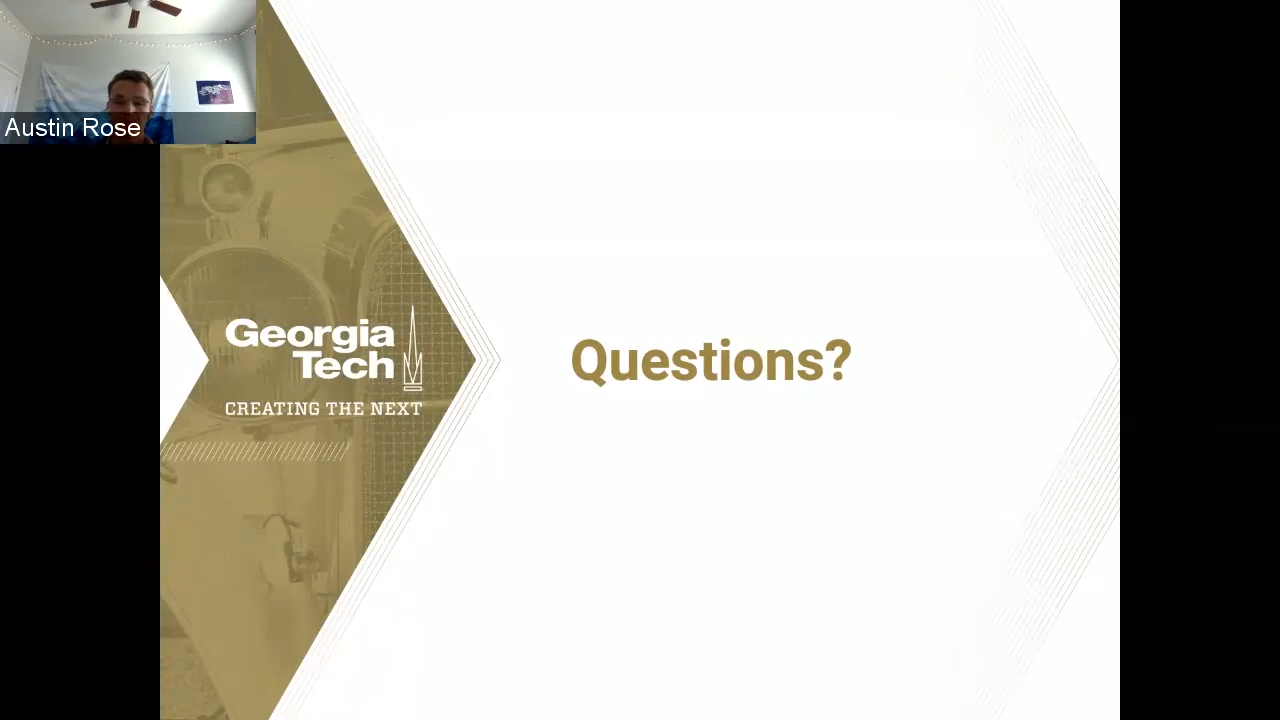 Austin Rose
Georgia
Tech
CREATING THE NEXT
Questions?